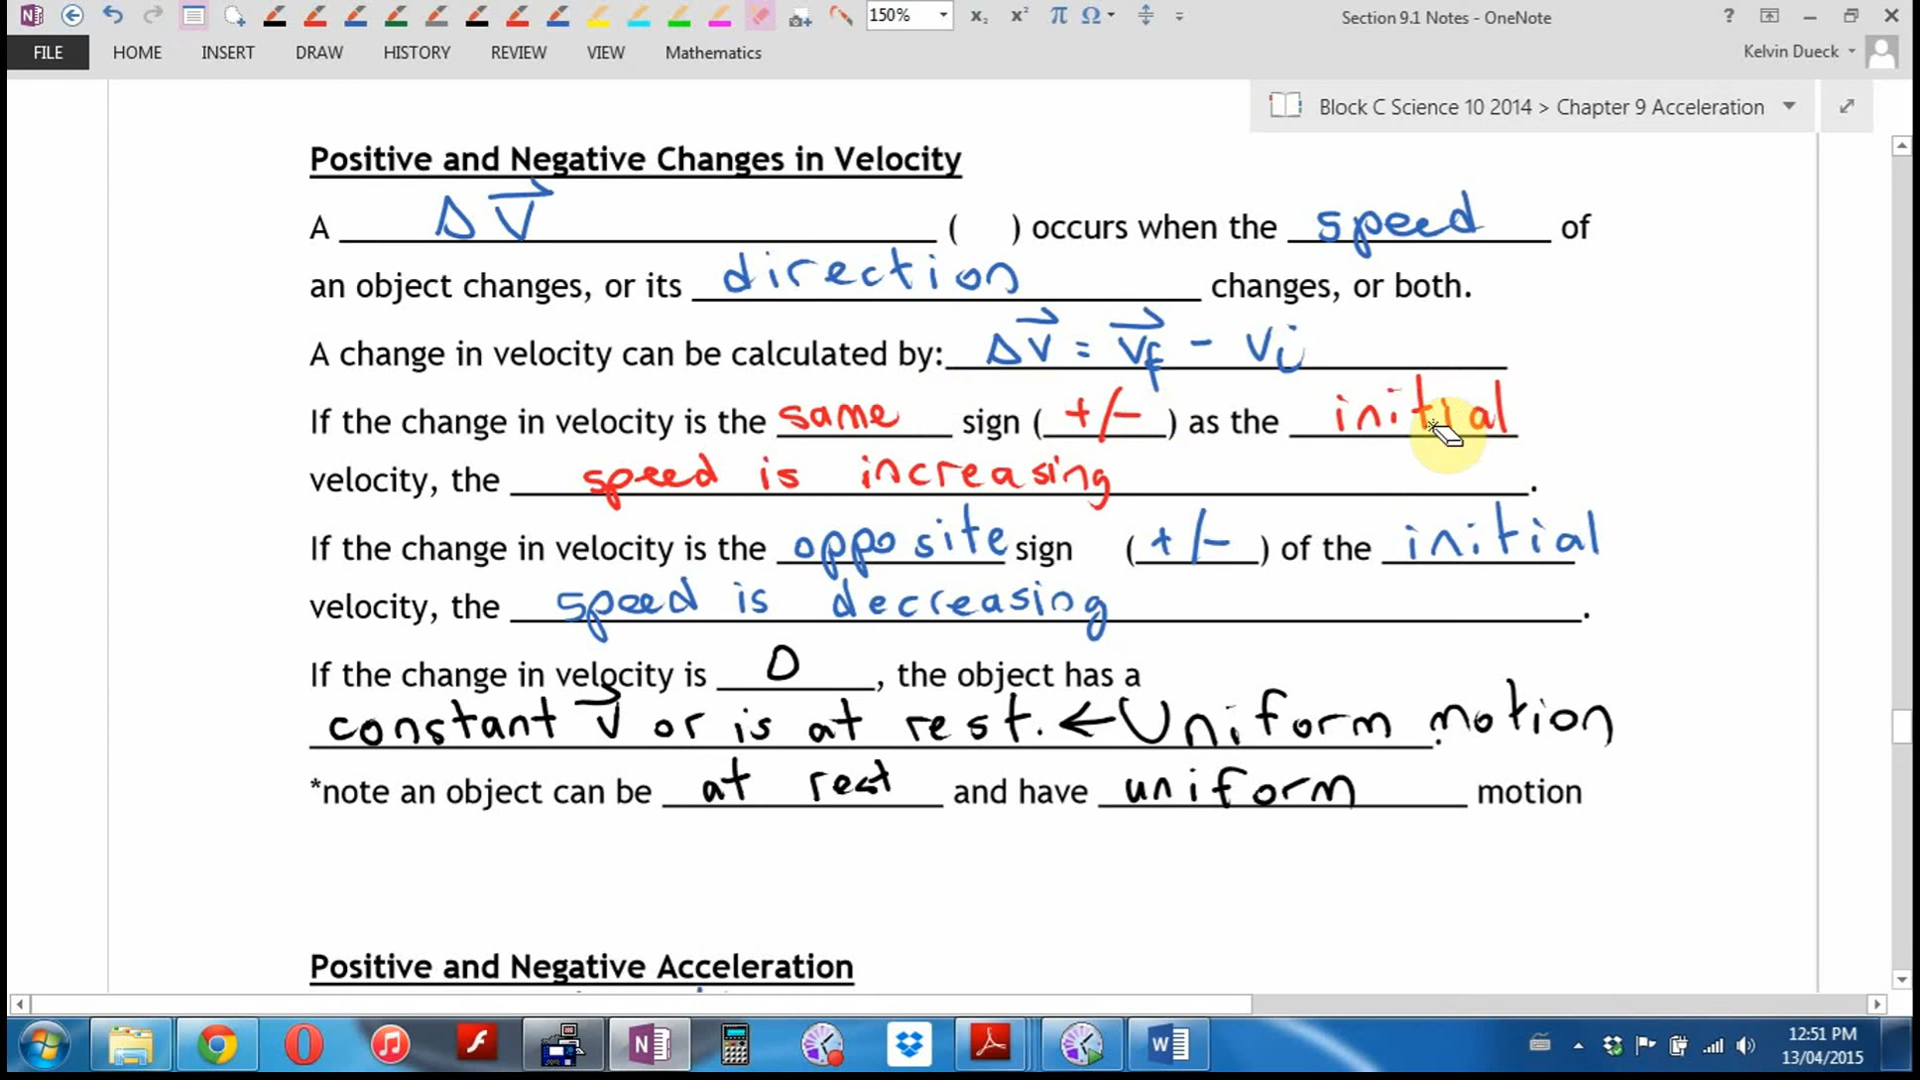 150% x₂ x² π Ω Section 9.1 Notes - OneNote ?
FILE HOME INSERT DRAW HISTORY REVIEW VIEW Mathematics Kelvin Dueck
Block C Science 10 2014 > Chapter 9 Acceleration
Positive and Negative Changes in Velocity
A Δv⃗ ( ) occurs when the speed of
an object changes, or its direction changes, or both.
A change in velocity can be calculated by: Δv⃗ = v⃗f - vi
If the change in velocity is the same sign (+/-) as the initial
velocity, the speed is increasing.
If the change in velocity is the opposite sign (+/-) of the initial
velocity, the speed is decreasing.
If the change in velocity is 0, the object has a
constant v⃗ or is at rest. ← Uniform motion
*note an object can be at rest and have uniform motion
Positive and Negative Acceleration
12:51 PM
13/04/2015